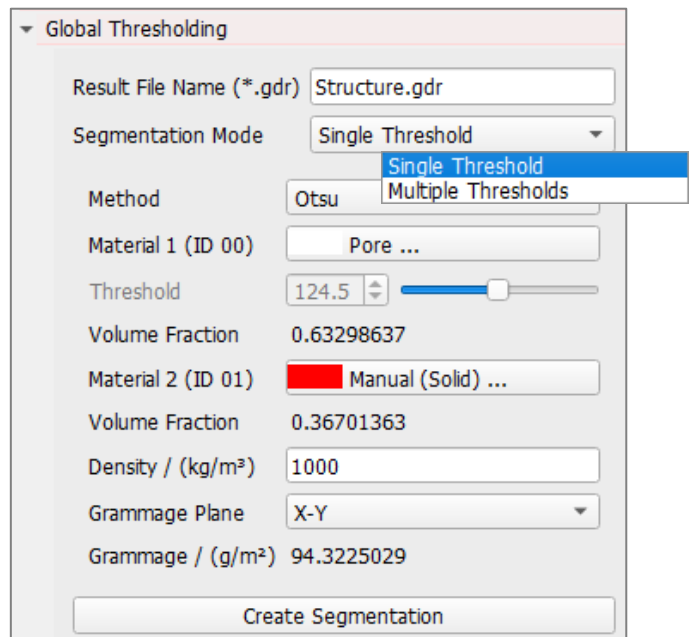 Global Thresholding
Result File Name (*.gdr) Structure.gdr
Segmentation Mode Single Threshold
Single Threshold
Multiple Thresholds
Method Otsu
Material 1 (ID 00) Pore ...
Threshold 124.5
Volume Fraction 0.63298637
Material 2 (ID 01) Manual (Solid) ...
Volume Fraction 0.36701363
Density / (kg/m³) 1000
Grammage Plane X-Y
Grammage / (g/m²) 94.3225029
Create Segmentation